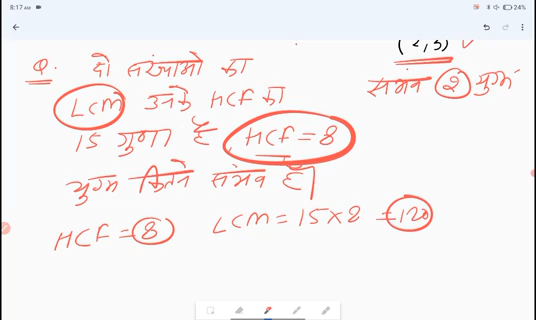 8:17 AM
24%
(2,3) ✓
Q. दो संख्याओ का
संभव 2 युग्म
LCM उनके HCF का
15 गुणा है, HCF = 8
युग्म कितने संभव है।
HCF = 8 LCM = 15 × 8 = 120